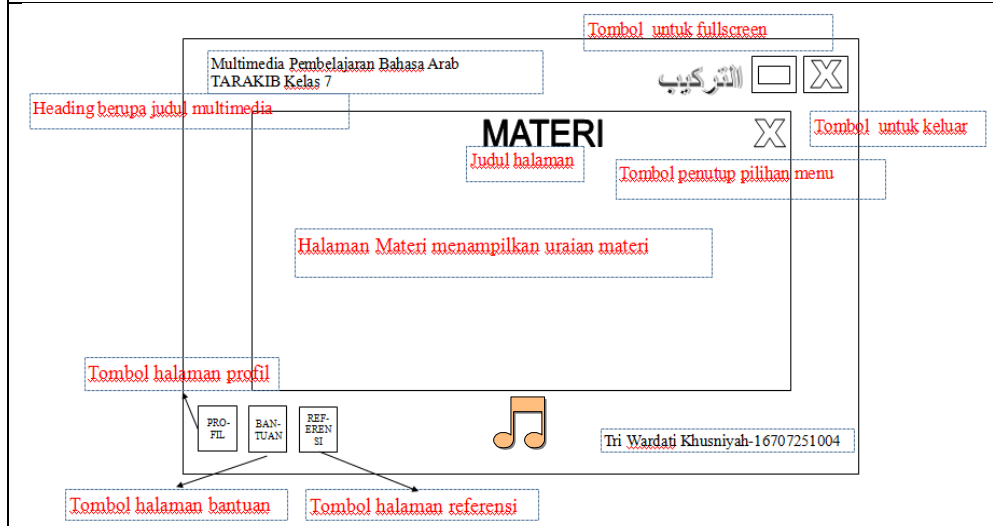 Tombol untuk fullscreen
Multimedia Pembelajaran Bahasa Arab
TARAKIB Kelas 7
التركيب
X
Heading berupa judul multimedia
MATERI
X
Tombol untuk keluar
Judul halaman
Tombol penutup pilihan menu
Halaman Materi menampilkan uraian materi
Tombol halaman profil
PRO-
FIL
BAN-
TUAN
REF-
EREN
SI
Tri Wardati Khusniyah-16707251004
Tombol halaman bantuan
Tombol halaman referensi